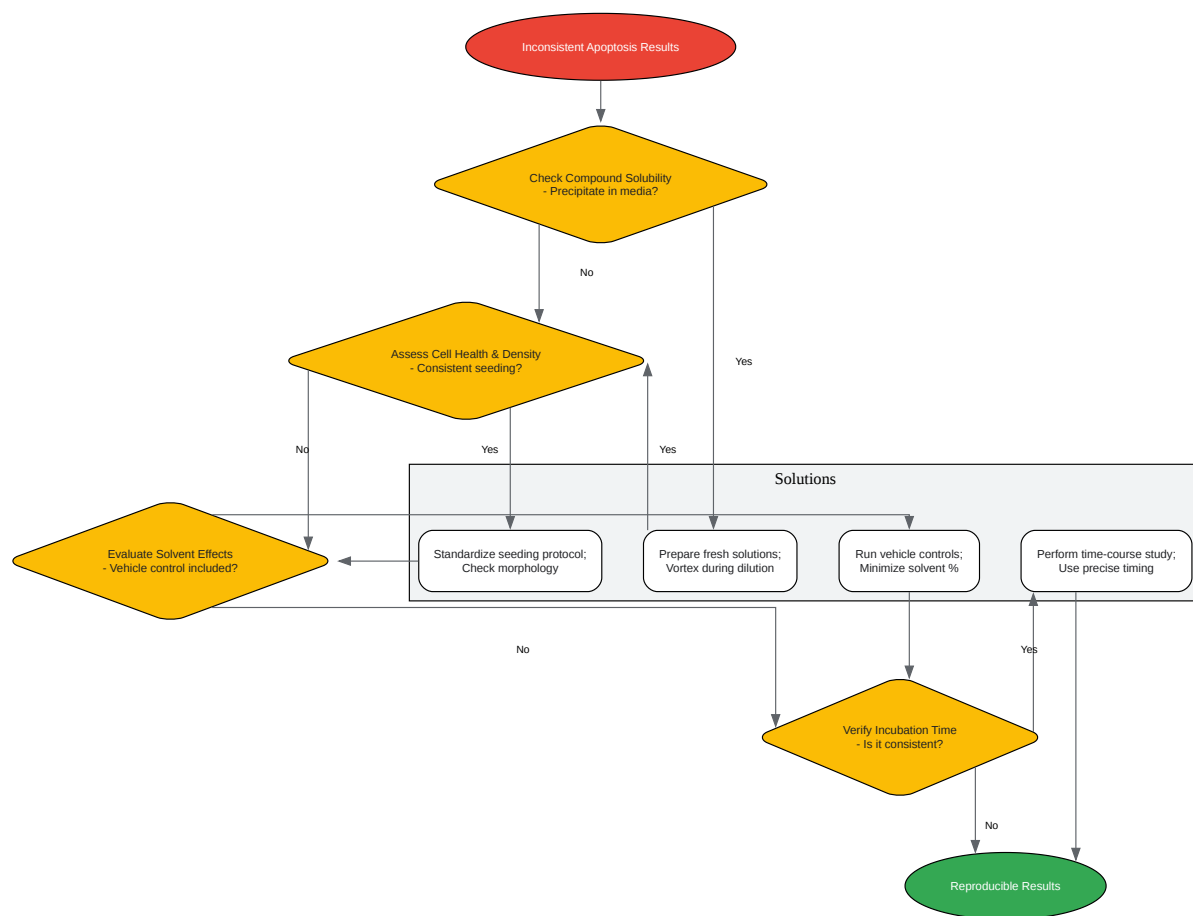 Inconsistent Apoptosis Results
Check Compound Solubility
- Precipitate in media?
No
Assess Cell Health & Density
- Consistent seeding?
Yes
No
Yes
Yes
Solutions
Evaluate Solvent Effects
- Vehicle control included?
Standardize seeding protocol;
Check morphology
Prepare fresh solutions;
Vortex during dilution
Run vehicle controls;
Minimize solvent %
Perform time-course study;
Use precise timing
No
Yes
Verify Incubation Time
- Is it consistent?
No
Reproducible Results